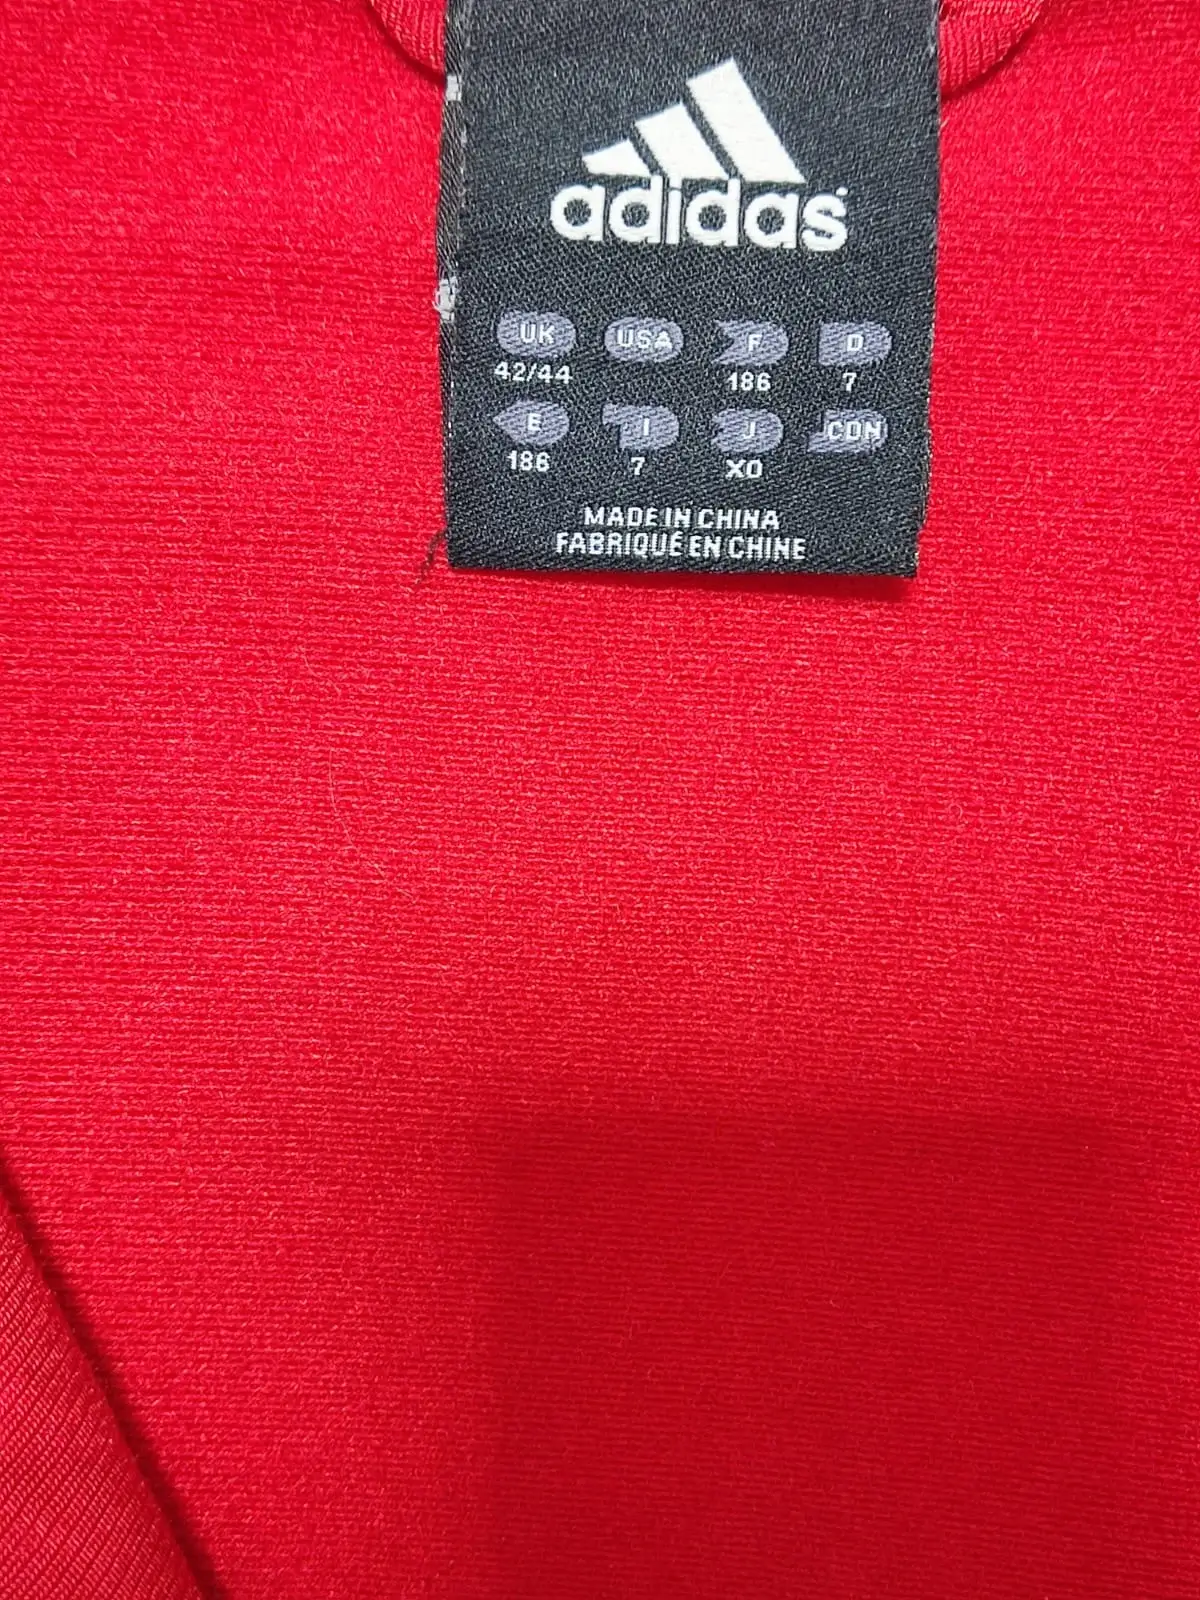 adidas
UK USA F D
42/44 186 7
E I J CDN
186 7 XO
MADE IN CHINA
FABRIQUÉ EN CHINE